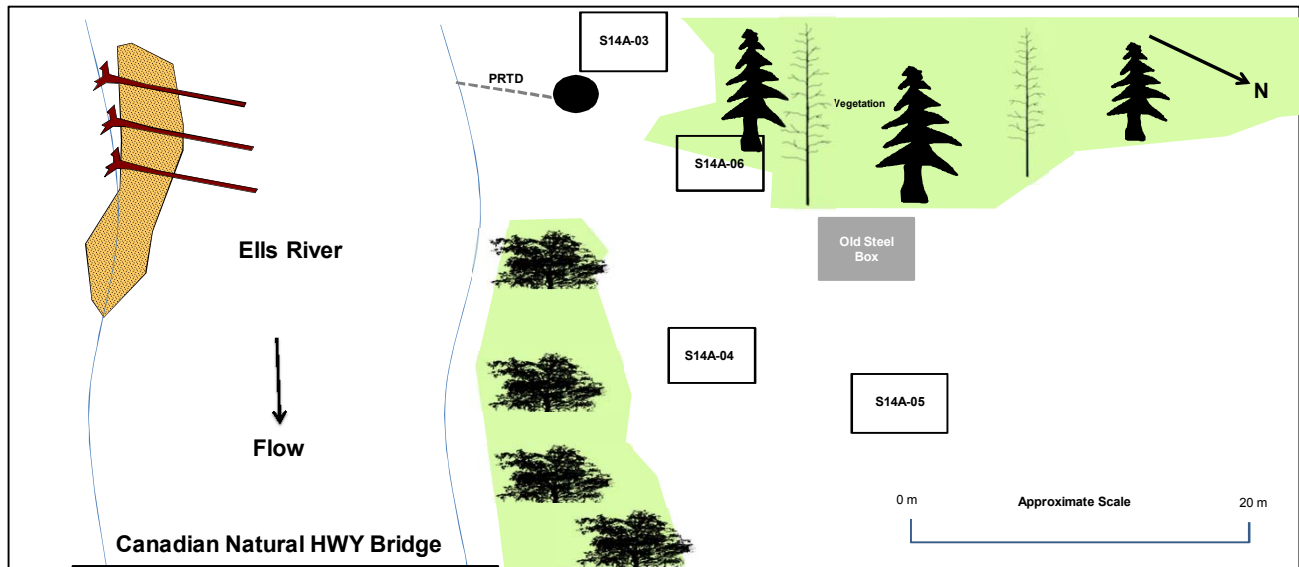 S14A-03
PRTD
N
Vegetation
S14A-06
Ells River
Old Steel
Box
S14A-04
S14A-05
Flow
0 m
Approximate Scale
20 m
Canadian Natural HWY Bridge